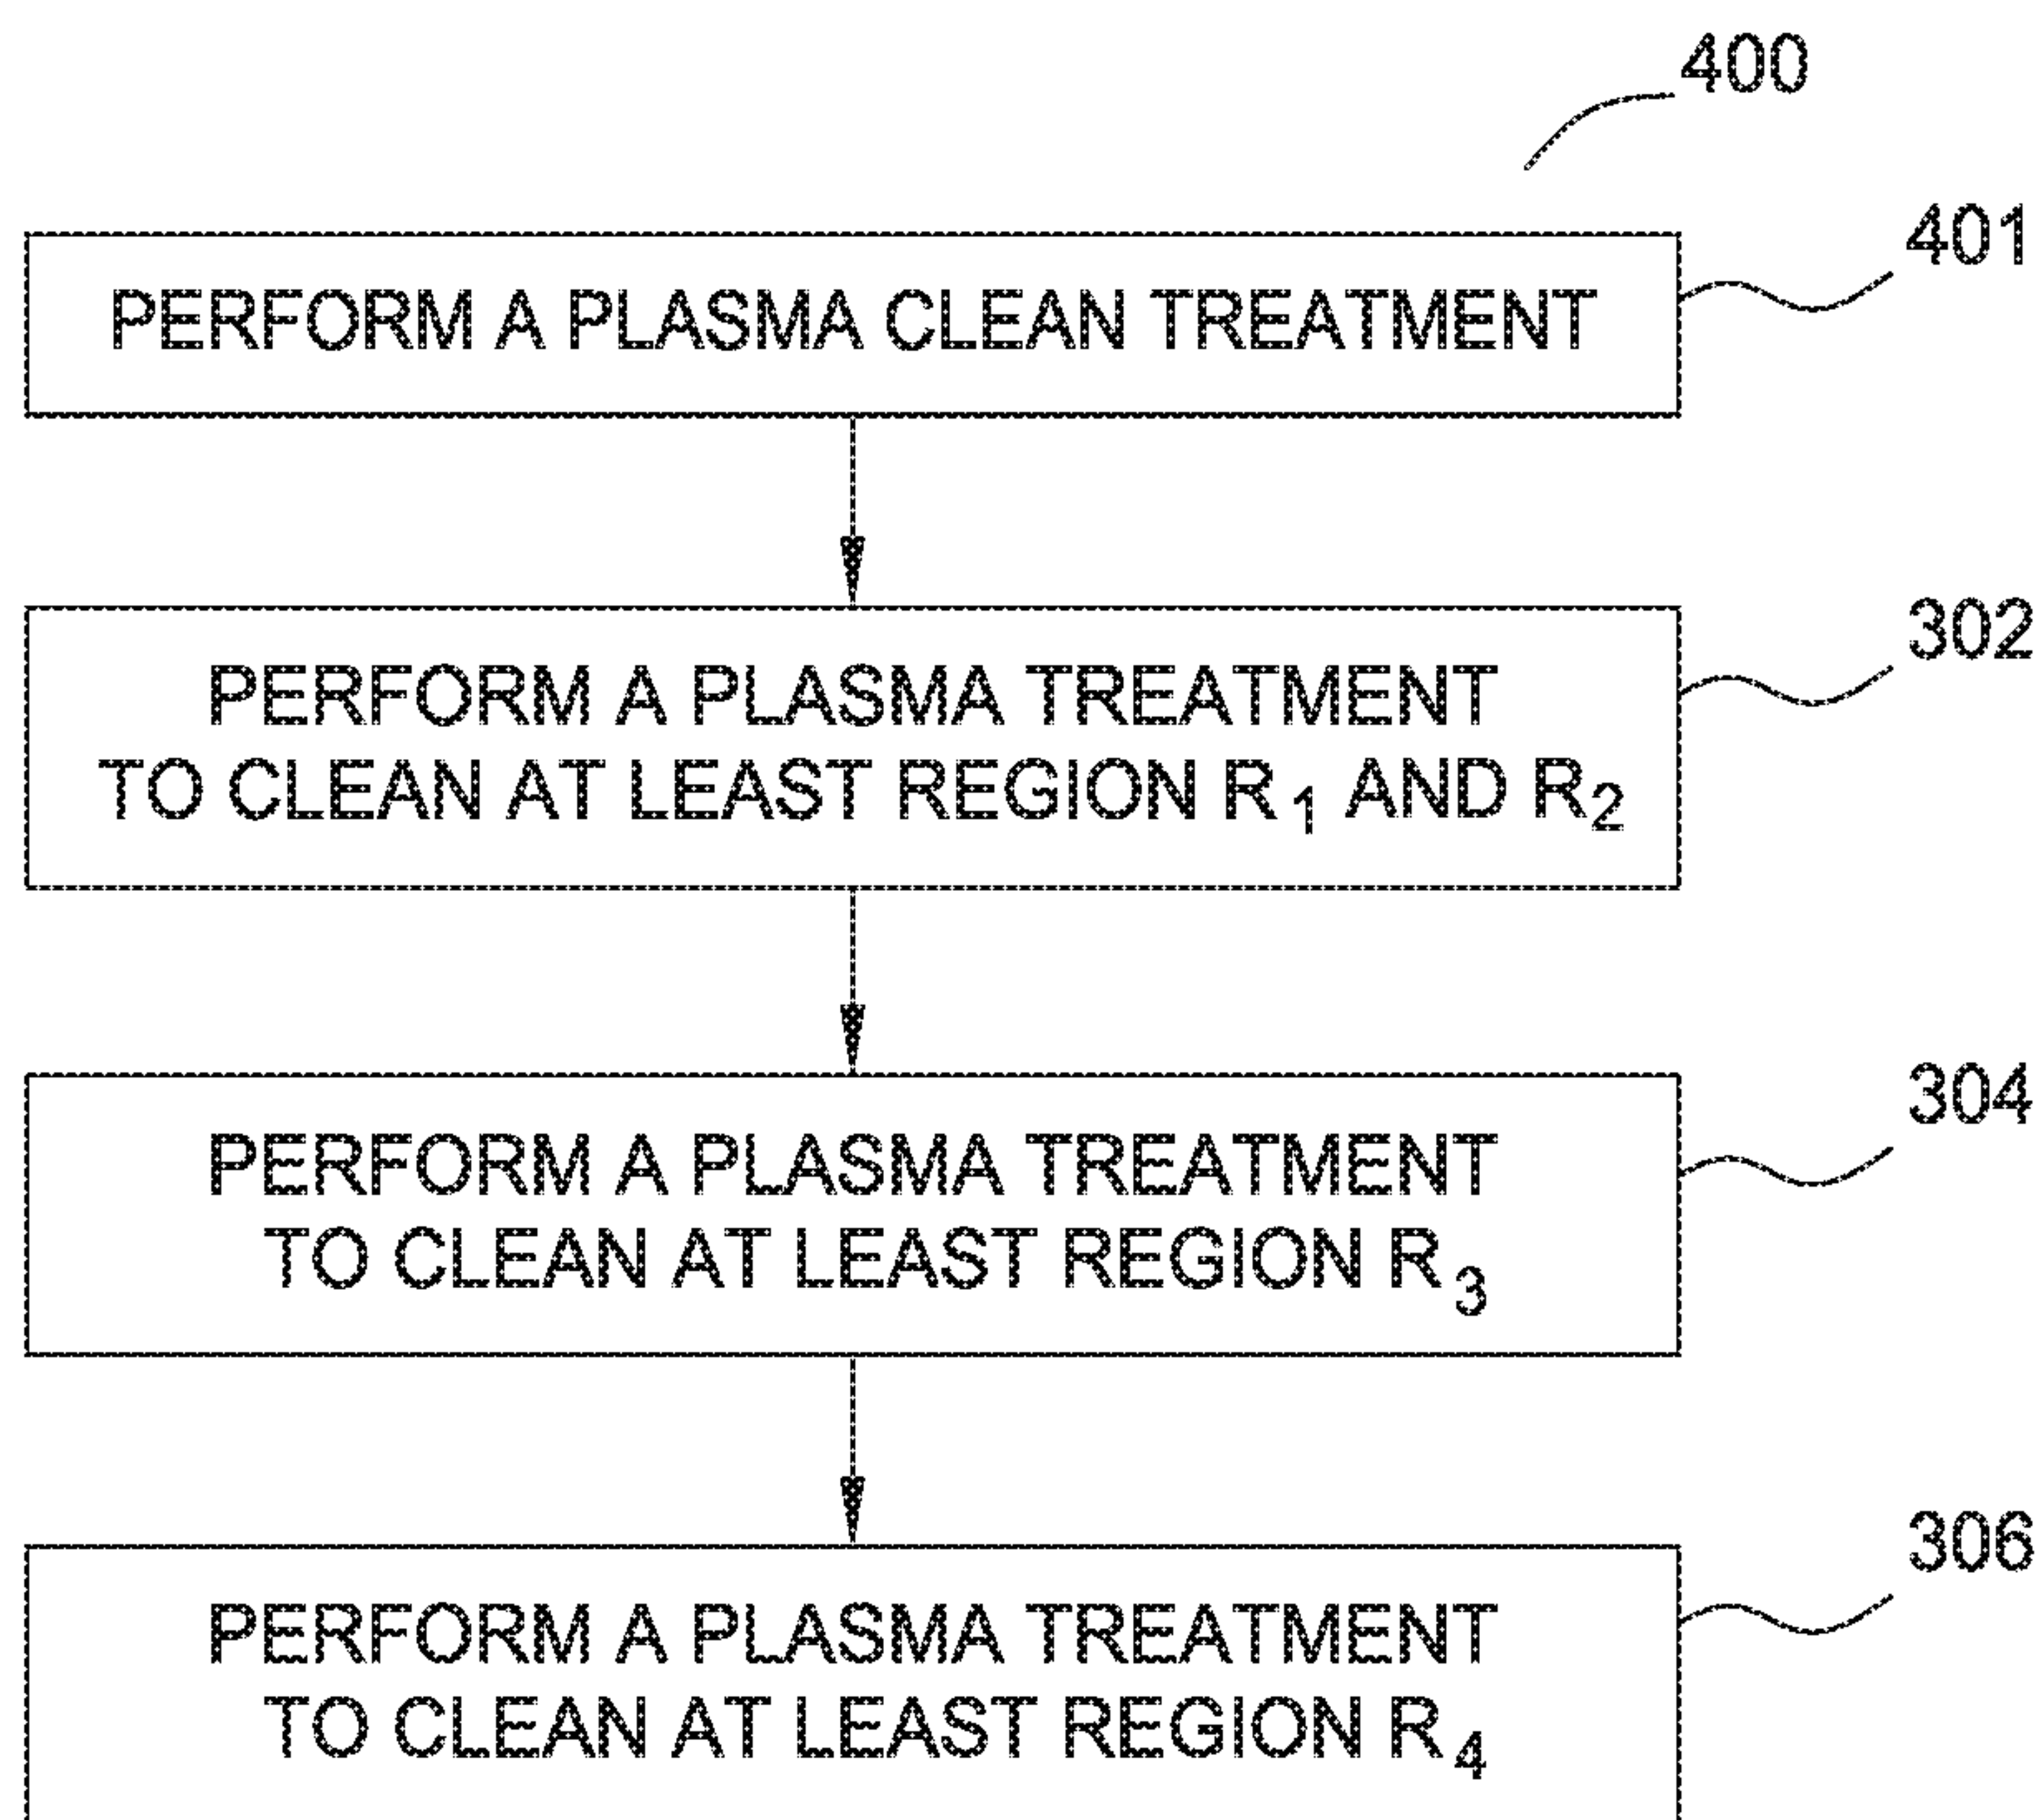 400
401
PERFORM A PLASMA CLEAN TREATMENT
302
PERFORM A PLASMA TREATMENT
TO CLEAN AT LEAST REGION R1 AND R2
304
PERFORM A PLASMA TREATMENT
TO CLEAN AT LEAST REGION R3
306
PERFORM A PLASMA TREATMENT
TO CLEAN AT LEAST REGION R4